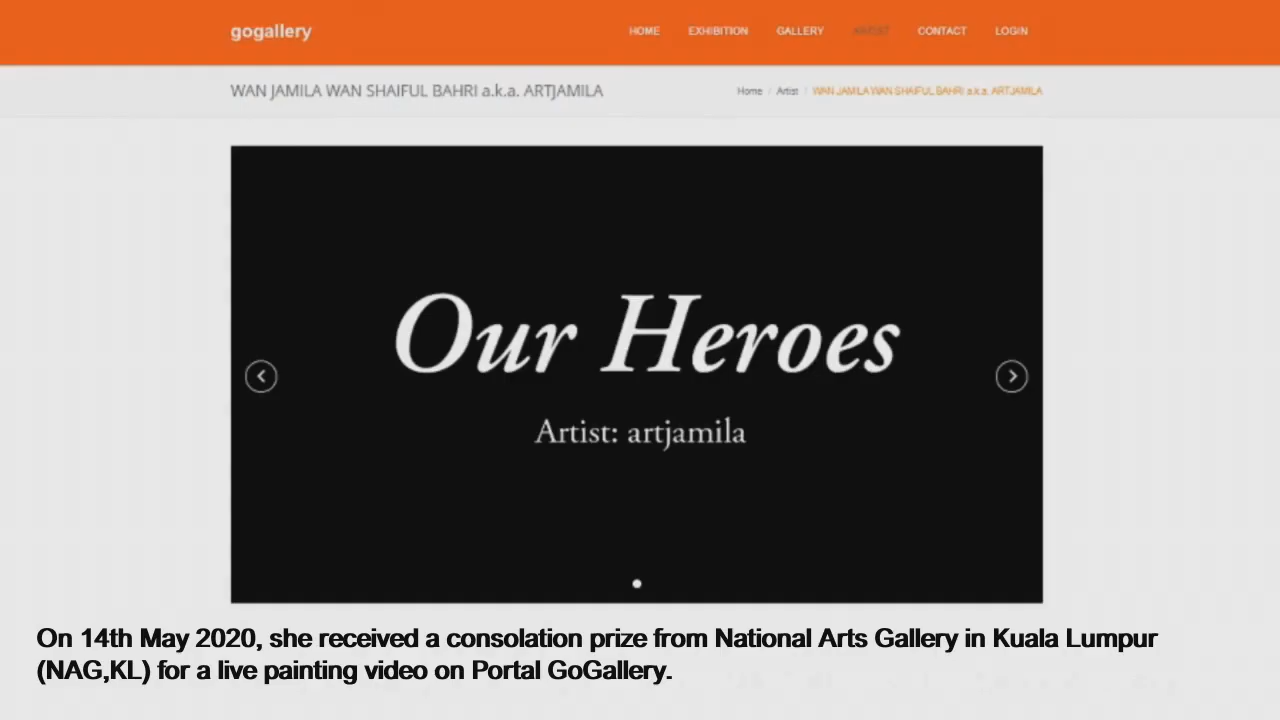 gogallery
HOME EXHIBITION GALLERY ARTIST CONTACT LOGIN
WAN JAMILA WAN SHAIFUL BAHRI a.k.a. ARTJAMILA
Home / Artist / WAN JAMILA WAN SHAIFUL BAHRI a.k.a. ARTJAMILA
Our Heroes
Artist: artjamila
On 14th May 2020, she received a consolation prize from National Arts Gallery in Kuala Lumpur
(NAG,KL) for a live painting video on Portal GoGallery.